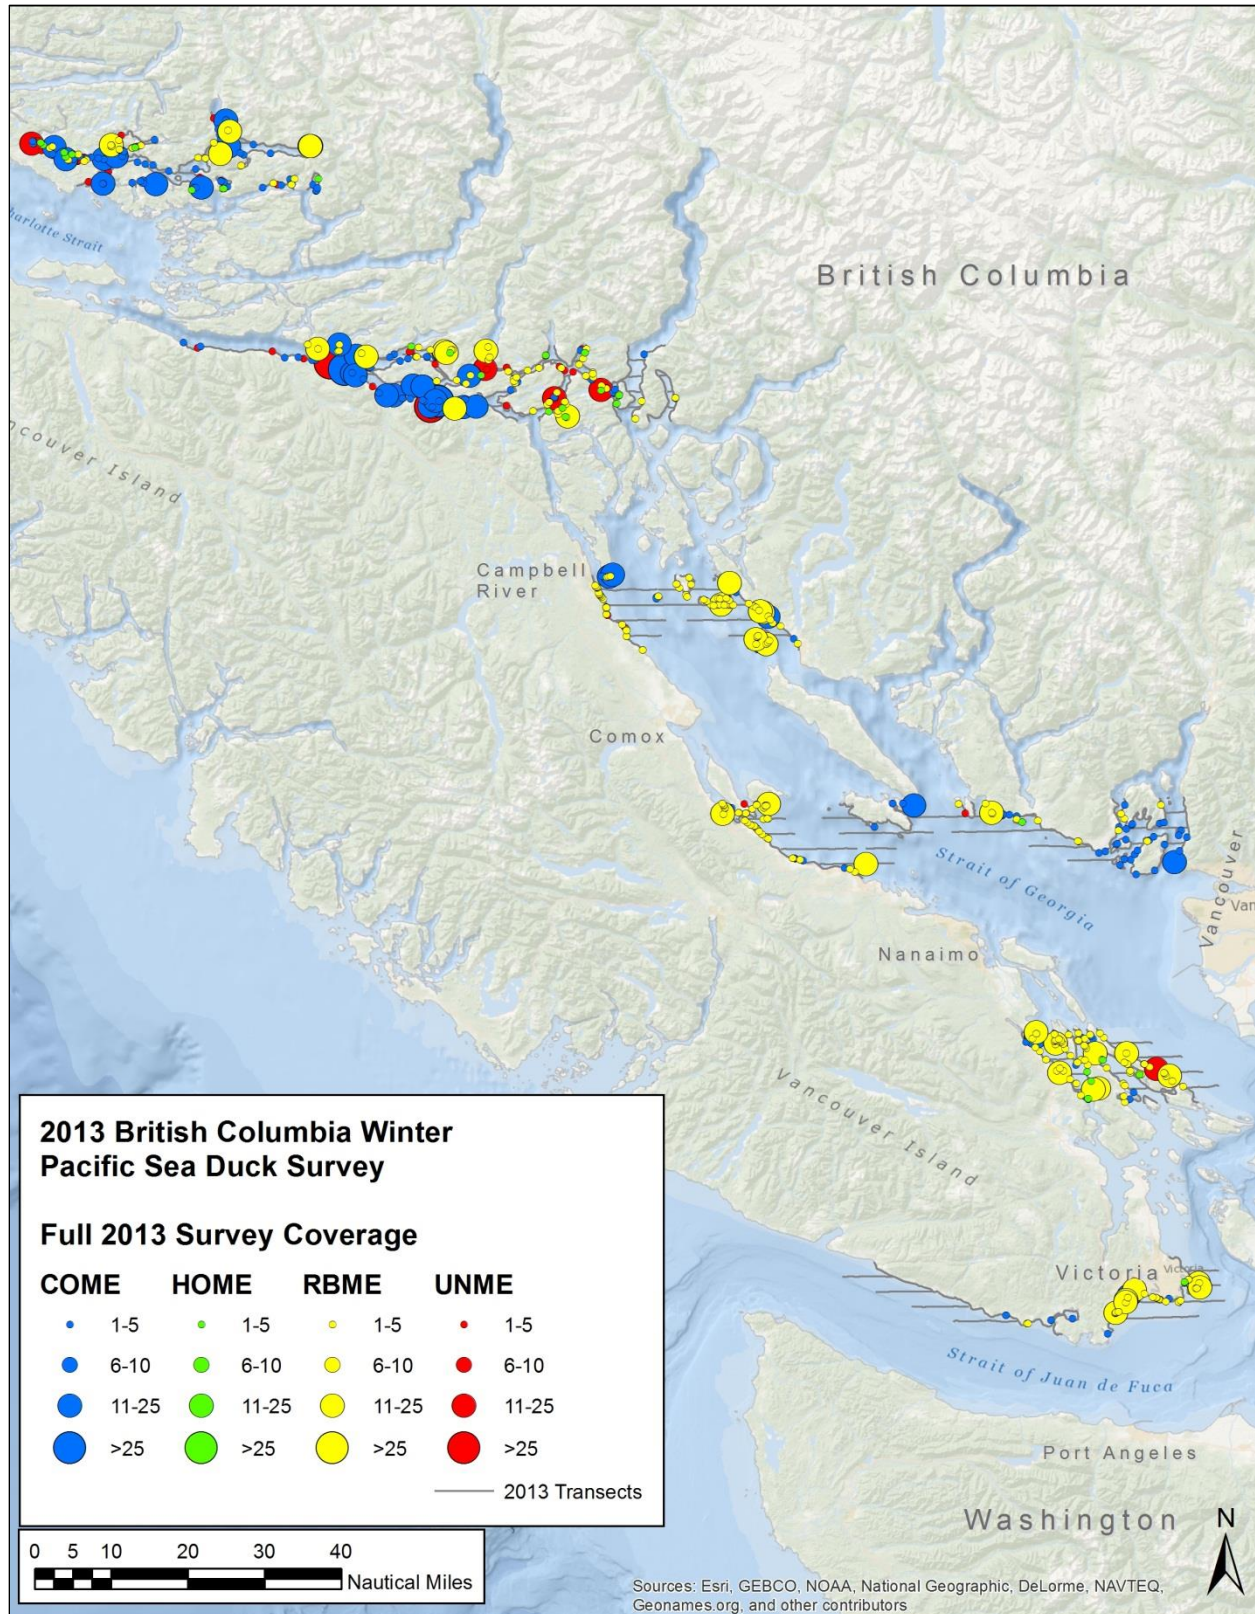 harlotte Strait
British Columbia
ncouver Island
Campbell
River
Comox
Strait of Georgia
Vancouver
Van
Nanaimo
Vancouver Island
Victoria
Victoria
Strait of Juan de Fuca
Port Angeles
Washington
N
2013 British Columbia Winter
Pacific Sea Duck Survey
Full 2013 Survey Coverage
COME HOME RBME UNME
1-5 1-5 1-5 1-5
6-10 6-10 6-10 6-10
11-25 11-25 11-25 11-25
>25 >25 >25 >25
2013 Transects
0 5 10 20 30 40
Nautical Miles
Sources: Esri, GEBCO, NOAA, National Geographic, DeLorme, NAVTEQ,
Geonames.org, and other contributors